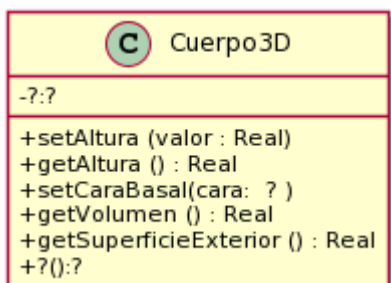 C Cuerpo3D
-?:?
+setAltura (valor : Real)
+getAltura () : Real
+setCaraBasal(cara:  ? )
+getVolumen () : Real
+getSuperficieExterior () : Real
+?():?